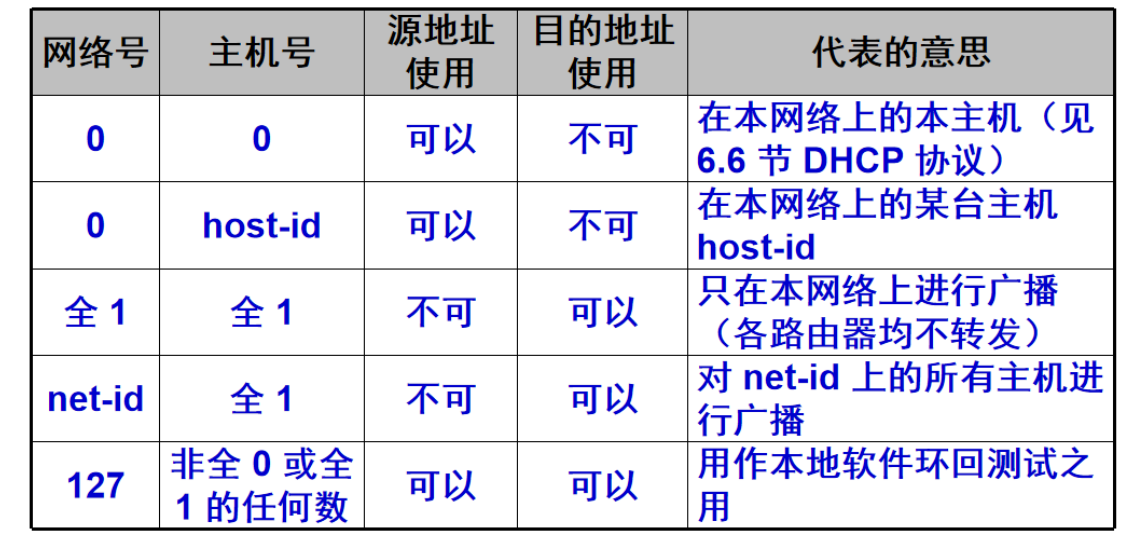 网络号 主机号 源地址使用 目的地址使用 代表的意思
0 0 可以 不可 在本网络上的本主机（见
6.6 节 DHCP 协议）
0 host-id 可以 不可 在本网络上的某台主机
host-id
全 1 全 1 不可 可以 只在本网络上进行广播
（各路由器均不转发）
net-id 全 1 不可 可以 对 net-id 上的所有主机进
行广播
127 非全 0 或全 1 的任何数 可以 可以 用作本地软件环回测试之
用